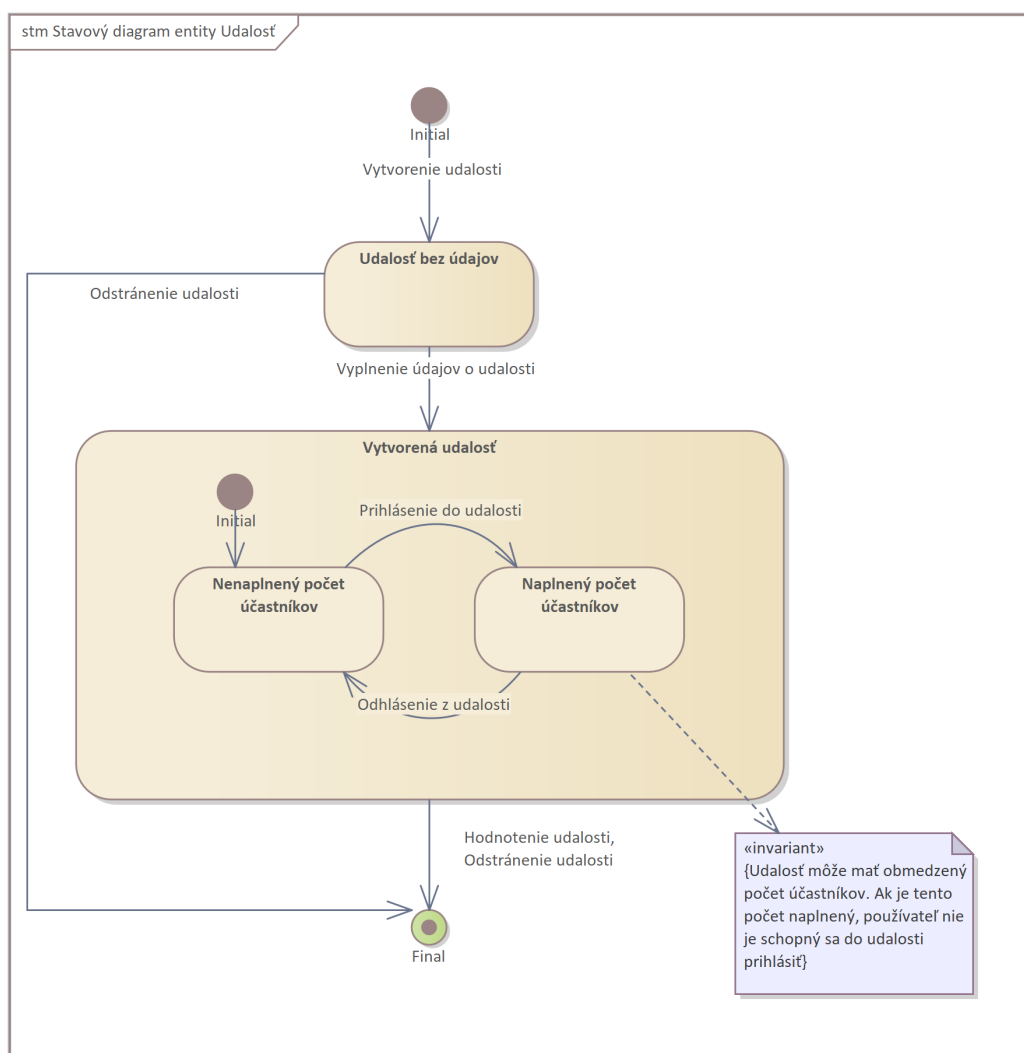 stm Stavový diagram entity Udalosť
Initial
Vytvorenie udalosti
Udalosť bez údajov
Odstránenie udalosti
Vyplnenie údajov o udalosti
Vytvorená udalosť
Initial
Prihlásenie do udalosti
Nenaplnený počet
účastníkov
Naplnený počet
účastníkov
Odhlásenie z udalosti
Hodnotenie udalosti,
Odstránenie udalosti
«invariant»
{Udalosť môže mať obmedzený
počet účastníkov. Ak je tento
počet naplnený, používateľ nie
je schopný sa do udalosti
prihlásiť}
Final